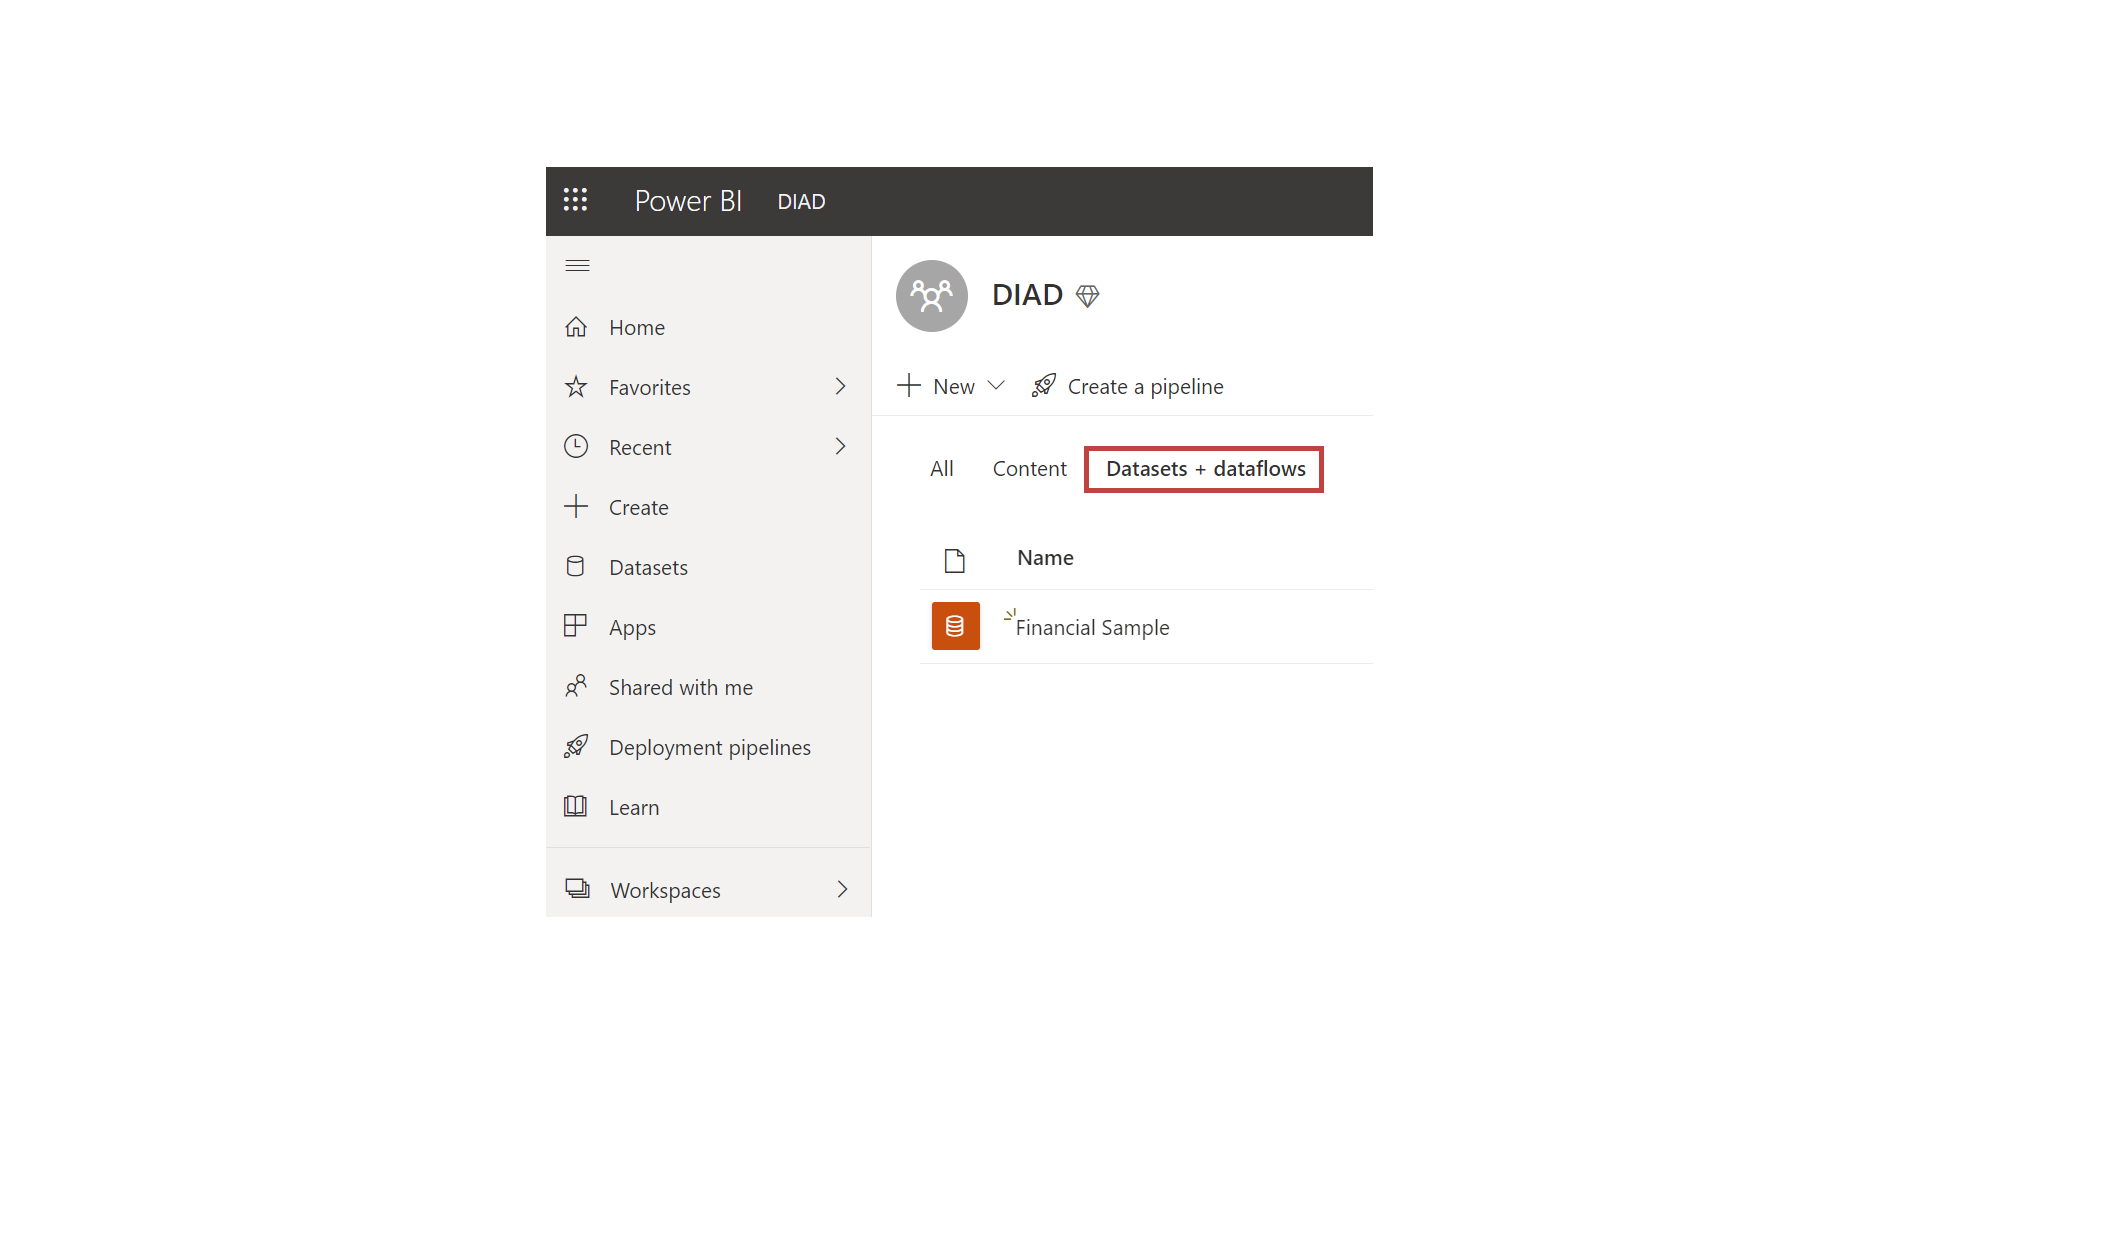 Power BI DIAD
DIAD
Home
Favorites
Recent
Create
Datasets
Apps
Shared with me
Deployment pipelines
Learn
Workspaces
New Create a pipeline
All Content Datasets + dataflows
Name
Financial Sample